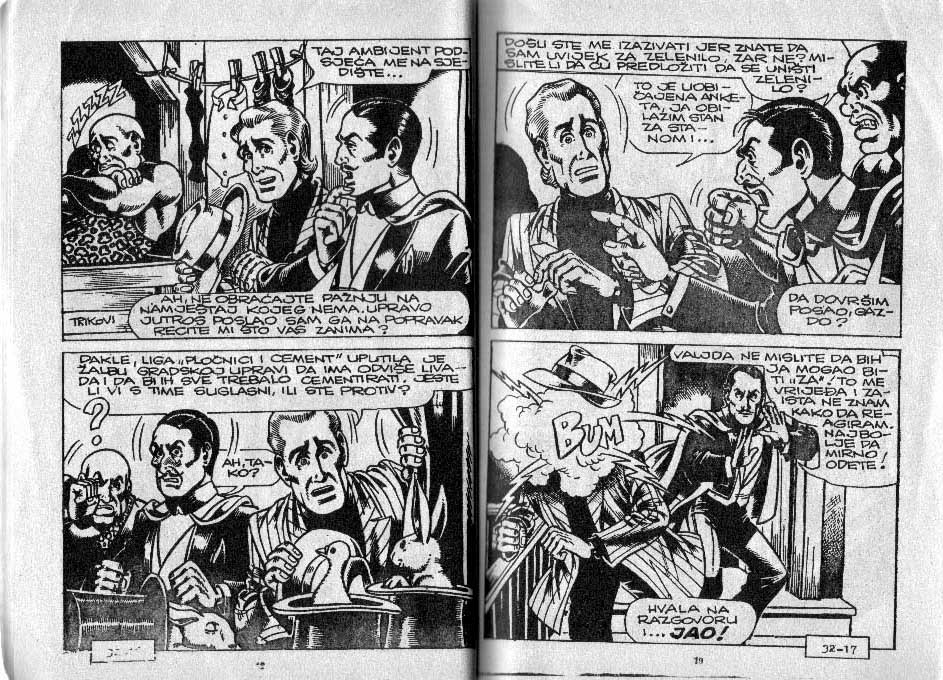 TAJ AMBIJENT POD-
SJEĆA ME NA SJE-
DIŠTE...
ZZZZZ
TRIKOVI
AH, NE OBRAĆAJTE PAŽNJU NA
NAMJEŠTAJ KOJEG NEMA. UPRAVO
JUTROS POSLAO SAM GA NA POPRAVAK
RECITE MI ŠTO VAS ZANIMA?
DAKLE, LIGA „PLOČNICI I CEMENT" UPUTILA JE
ŽALBU GRADSKOJ UPRAVI DA IMA ODVIŠE LIVA-
DA I DA BI IH SVE TREBALO CEMENTIRATI. JESTE
LI VI S TIME SUGLASNI, ILI STE PROTIV?
?
AH, TA-
KO?
DOŠLI STE ME IZAZIVATI JER ZNATE DA
SAM UVIJEK ZA ZELENILO, ZAR NE? MI-
SLITE LI DA ĆU PREDLOŽITI DA SE UNIŠTI
ZELENI-
LO?
TO JE UOBI-
ČAJENA ANKE-
TA, JA OBI-
LAZIM STAN
ZA STA-
NOM I...
DA DOVRŠIM
POSAO, GAZ-
DO?
BUM
VALJDA NE MISLITE DA BIH
JA MOGAO BI-
TI „ZA". TO ME
VRIJEĐA I ZA-
ISTA NE ZNAM
KAKO DA RE-
AGIRAM.
NAJBO-
LJE DA
MIRNO
ODETE!
HVALA NA
RAZGOVORU
I... JAO!
32-17
19